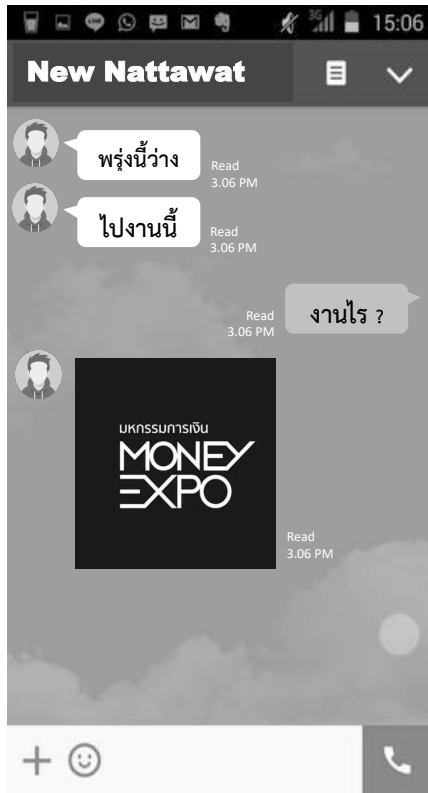 3G 15:06
New Nattawat
พรุ่งนี้ว่าง
Read
3.06 PM
ไปงานนี้
Read
3.06 PM
งานไร ?
Read
3.06 PM
มหกรรมการเงิน
MONEY
EXPO
Read
3.06 PM